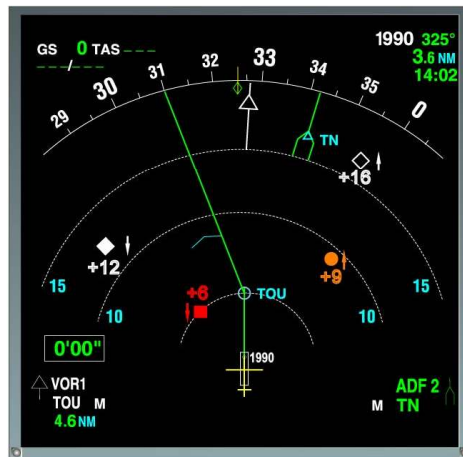 GS 0 TAS ---
---/---
1990 325°
3.6 NM
14:02
29 30 31 32 33 34 35 0
TN
+16
+12
+9
+6
TOU
15 15
10 10
0'00"
1990
VOR1
TOU M
4.6 NM
ADF 2
M TN